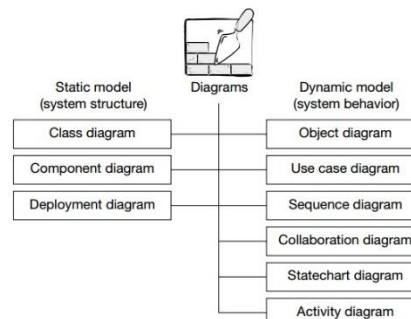 Diagrams
Static model
(system structure)
Class diagram
Component diagram
Deployment diagram
Dynamic model
(system behavior)
Object diagram
Use case diagram
Sequence diagram
Collaboration diagram
Statechart diagram
Activity diagram